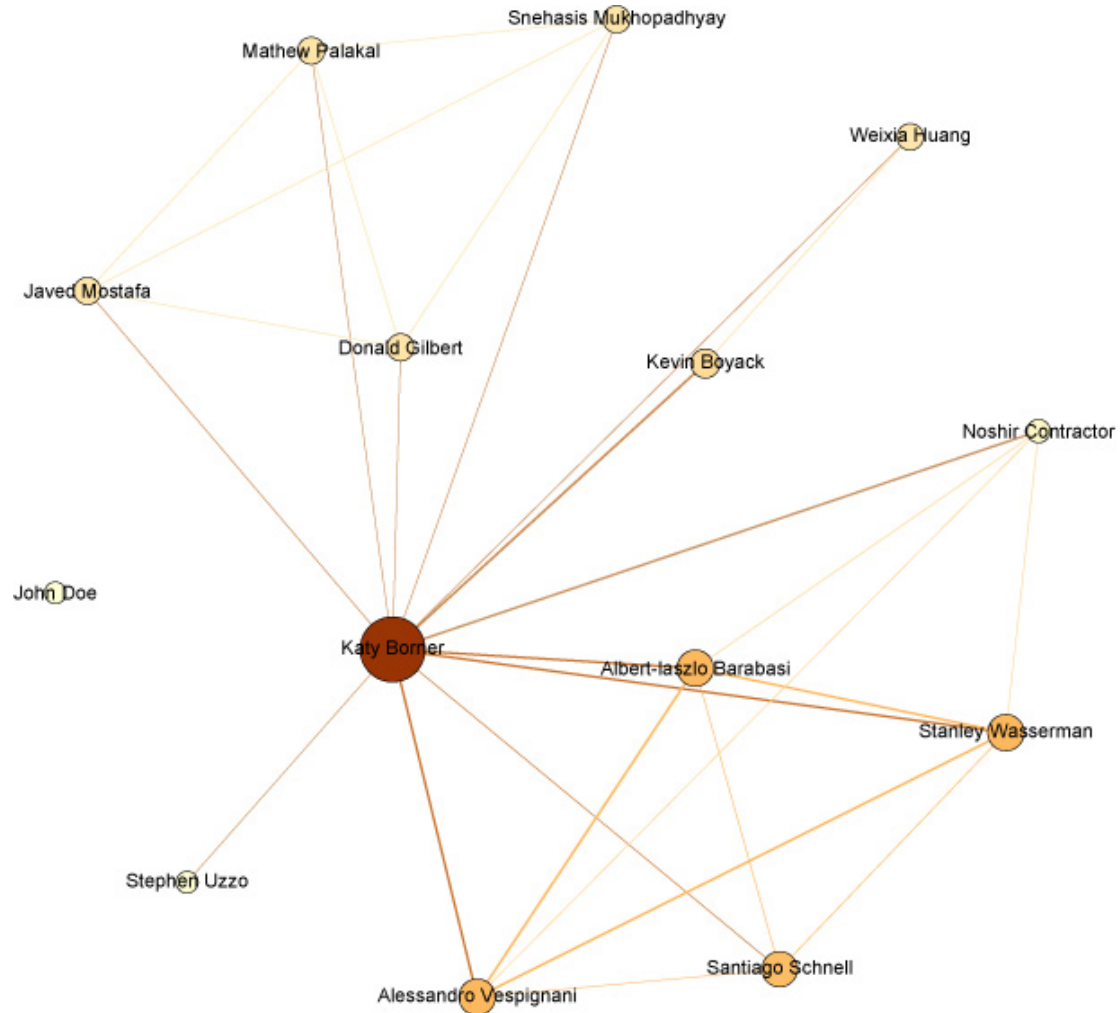 Snehasis Mukhopadhyay
Mathew Palakal
Weixia Huang
Javed Mostafa
Donald Gilbert
Kevin Boyack
Noshir Contractor
John Doe
Katy Borner
Albert-laszlo Barabasi
Stanley Wasserman
Stephen Uzzo
Santiago Schnell
Alessandro Vespignani